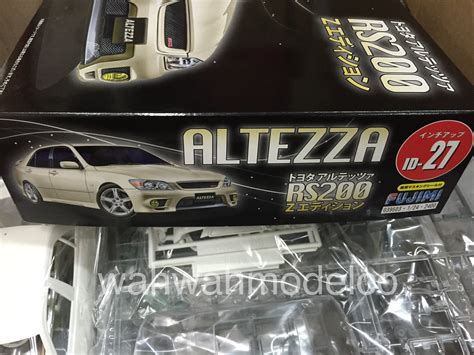 ALTEZZA
トヨタ アルテッツァ
RS200
Zエディション
ALTEZZA
トヨタ アルテッツァ
RS200
Zエディション
ALTEZZA
インチアップ
ID-27
FUJIMI
wahwahmodelco